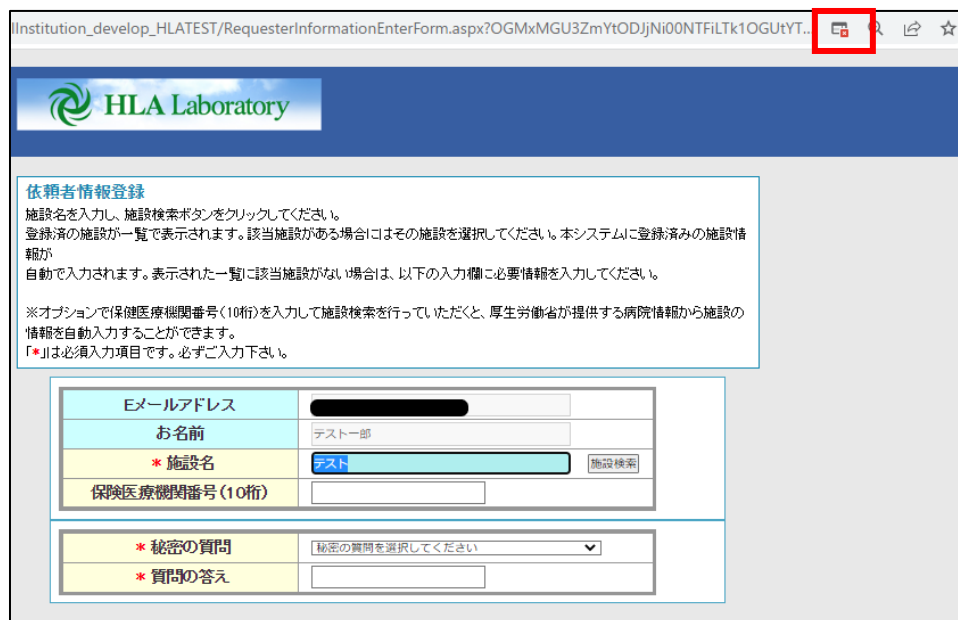 lInstitution_develop_HLATEST/RequesterInformationEnterForm.aspx?OGMxMGU3ZmYtODJjNi00NTFiLTk1OGUtYT...
HLA Laboratory
依頼者情報登録
施設名を入力し、施設検索ボタンをクリックしてください。
登録済の施設が一覧で表示されます。該当施設がある場合にはその施設を選択してください。本システムに登録済みの施設情
報が
自動で入力されます。表示された一覧に該当施設がない場合は、以下の入力欄に必要情報を入力してください。
※オプションで保健医療機関番号(10桁)を入力して施設検索を行っていただくと、厚生労働省が提供する病院情報から施設の
情報を自動入力することができます。
「*」は必須入力項目です。必ずご入力下さい。
Eメールアドレス
お名前 テスト一郎
* 施設名 テスト 施設検索
保険医療機関番号(10桁)
* 秘密の質問 秘密の質問を選択してください
* 質問の答え